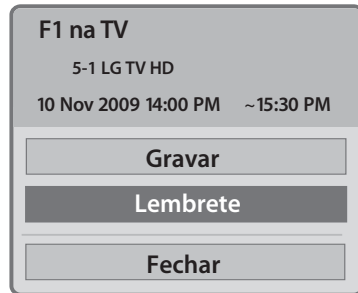 F1 na TV
5-1 LG TV HD
10 Nov 2009 14:00 PM ~15:30 PM
Gravar
Lembrete
Fechar